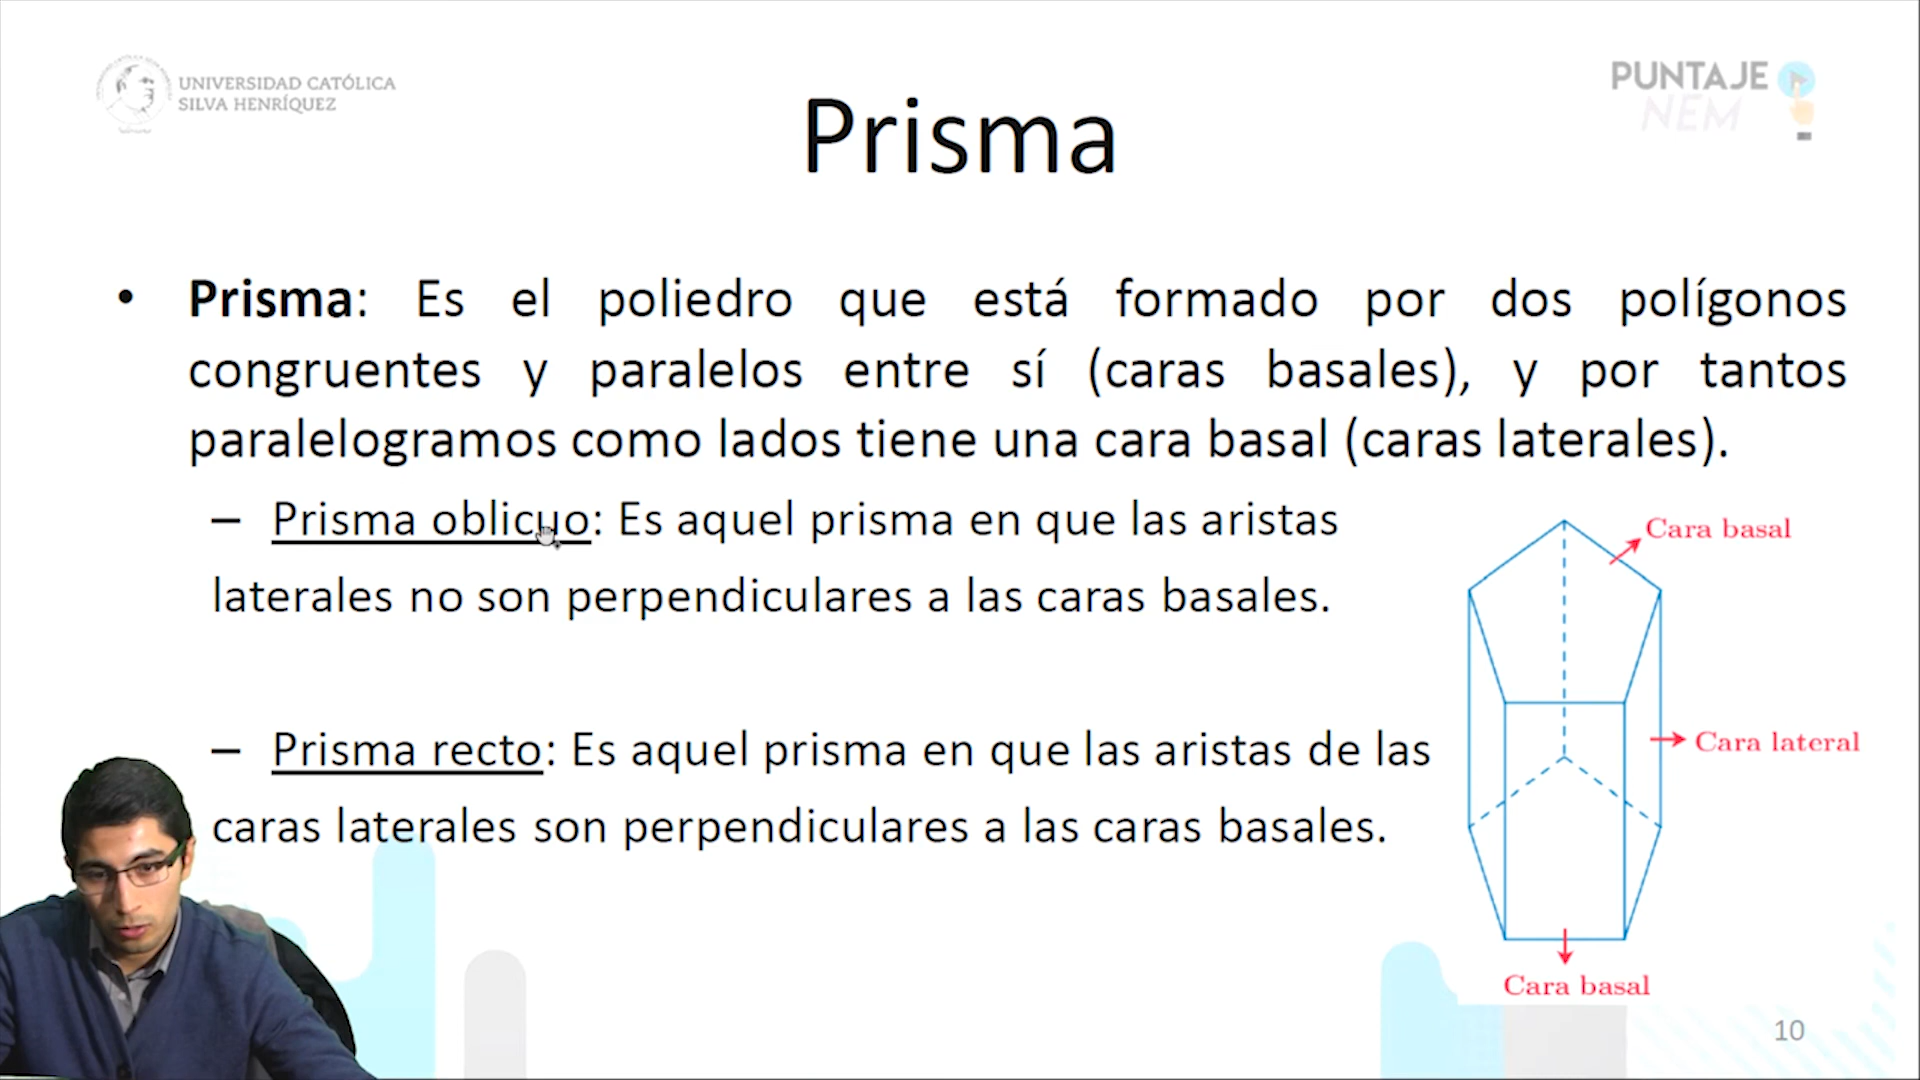 UNIVERSIDAD CATÓLICA
SILVA HENRÍQUEZ
PUNTAJE
NEM
Prisma
• Prisma: Es el poliedro que está formado por dos polígonos
congruentes y paralelos entre sí (caras basales), y por tantos
paralelogramos como lados tiene una cara basal (caras laterales).
– Prisma oblicuo: Es aquel prisma en que las aristas
laterales no son perpendiculares a las caras basales.
– Prisma recto: Es aquel prisma en que las aristas de las
caras laterales son perpendiculares a las caras basales.
Cara basal
Cara lateral
Cara basal
10